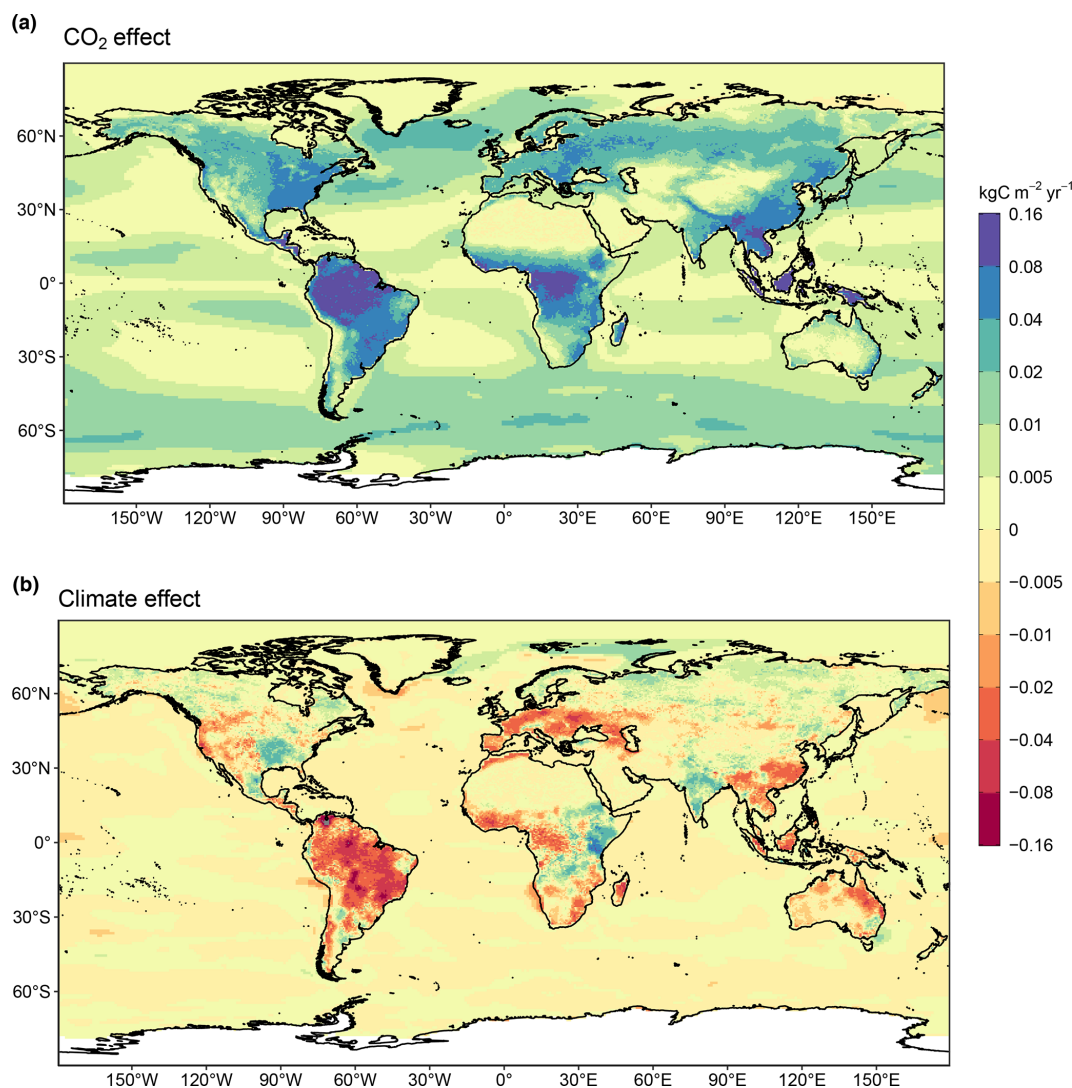 (a)
CO₂ effect
60°N
30°N
0°
30°S
60°S
150°W 120°W 90°W 60°W 30°W 0° 30°E 60°E 90°E 120°E 150°E
kgC m⁻² yr⁻¹
0.16
0.08
0.04
0.02
0.01
0.005
0
−0.005
−0.01
−0.02
−0.04
−0.08
−0.16
(b)
Climate effect
60°N
30°N
0°
30°S
60°S
150°W 120°W 90°W 60°W 30°W 0° 30°E 60°E 90°E 120°E 150°E